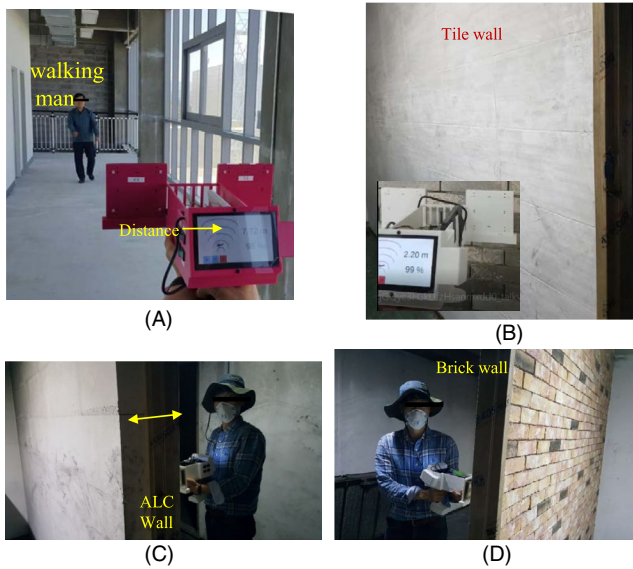 walking
man
Distance
(A)
Tile wall
2.20 m
99 %
(B)
ALC
Wall
(C)
Brick wall
(D)